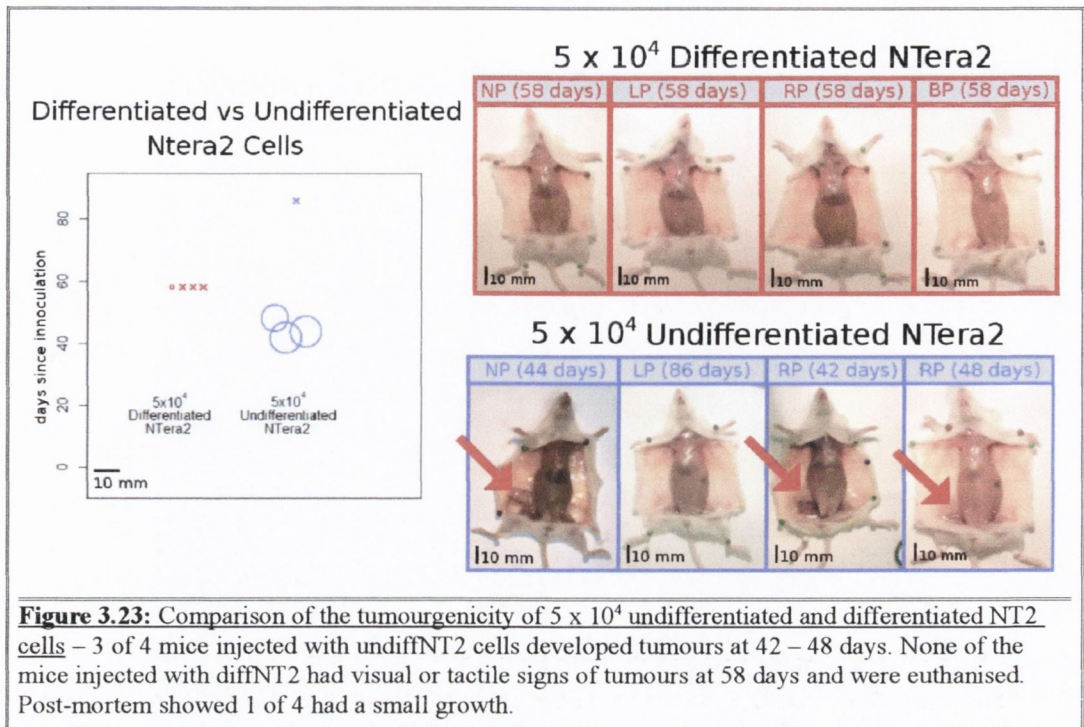 Differentiated vs Undifferentiated
Ntera2 Cells
days since innoculation
80
60
40
20
0
5x10⁴
Differentiated
NTera2
5x10⁴
Undifferentiated
NTera2
10 mm
5 x 10⁴ Differentiated NTera2
NP (58 days) LP (58 days) RP (58 days) BP (58 days)
10 mm 10 mm 10 mm 10 mm
5 x 10⁴ Undifferentiated NTera2
NP (44 days) LP (86 days) RP (42 days) RP (48 days)
10 mm 10 mm 10 mm 10 mm
Figure 3.23: Comparison of the tumourgenicity of 5 x 10⁴ undifferentiated and differentiated NT2
cells – 3 of 4 mice injected with undiffNT2 cells developed tumours at 42 – 48 days. None of the
mice injected with diffNT2 had visual or tactile signs of tumours at 58 days and were euthanised.
Post-mortem showed 1 of 4 had a small growth.